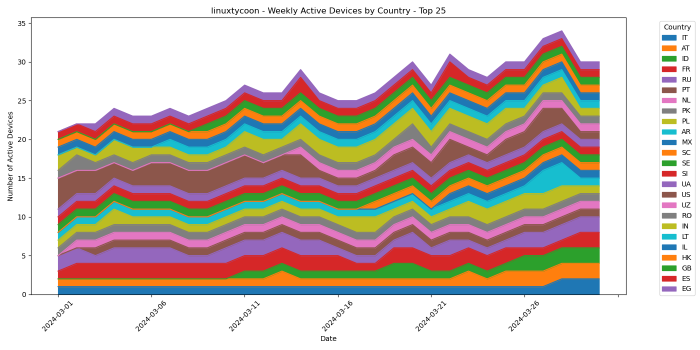 linuxtycoon - Weekly Active Devices by Country - Top 25
Number of Active Devices
35
30
25
20
15
10
5
0
2024-03-01
2024-03-06
2024-03-11
2024-03-16
2024-03-21
2024-03-26
Date
Country
IT
AT
ID
FR
RU
PT
NL
PK
PL
AR
MX
SC
SE
SI
UA
US
UZ
RO
IN
LT
IL
HK
GB
ES
EG